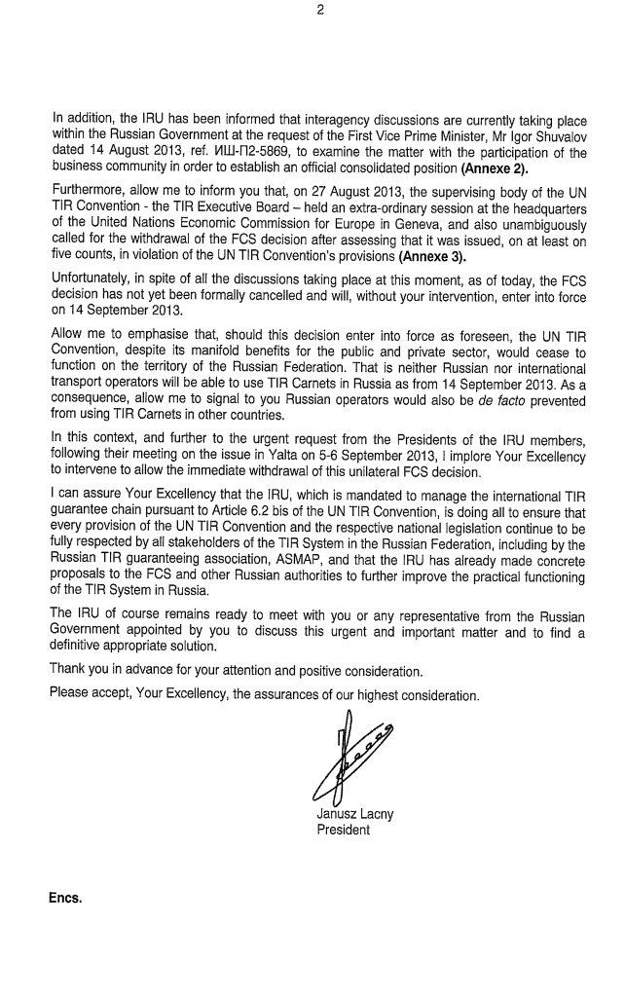 2
In addition, the IRU has been informed that interagency discussions are currently taking place
within the Russian Government at the request of the First Vice Prime Minister, Mr Igor Shuvalov
dated 14 August 2013, ref. ИШ-П2-5869, to examine the matter with the participation of the
business community in order to establish an official consolidated position (Annexe 2).
Furthermore, allow me to inform you that, on 27 August 2013, the supervising body of the UN
TIR Convention - the TIR Executive Board – held an extra-ordinary session at the headquarters
of the United Nations Economic Commission for Europe in Geneva, and also unambiguously
called for the withdrawal of the FCS decision after assessing that it was issued, on at least on
five counts, in violation of the UN TIR Convention's provisions (Annexe 3).
Unfortunately, in spite of all the discussions taking place at this moment, as of today, the FCS
decision has not yet been formally cancelled and will, without your intervention, enter into force
on 14 September 2013.
Allow me to emphasise that, should this decision enter into force as foreseen, the UN TIR
Convention, despite its manifold benefits for the public and private sector, would cease to
function on the territory of the Russian Federation. That is neither Russian nor international
transport operators will be able to use TIR Carnets in Russia as from 14 September 2013. As a
consequence, allow me to signal to you Russian operators would also be de facto prevented
from using TIR Carnets in other countries.
In this context, and further to the urgent request from the Presidents of the IRU members,
following their meeting on the issue in Yalta on 5-6 September 2013, I implore Your Excellency
to intervene to allow the immediate withdrawal of this unilateral FCS decision.
I can assure Your Excellency that the IRU, which is mandated to manage the international TIR
guarantee chain pursuant to Article 6.2 bis of the UN TIR Convention, is doing all to ensure that
every provision of the UN TIR Convention and the respective national legislation continue to be
fully respected by all stakeholders of the TIR System in the Russian Federation, including by the
Russian TIR guaranteeing association, ASMAP, and that the IRU has already made concrete
proposals to the FCS and other Russian authorities to further improve the practical functioning
of the TIR System in Russia.
The IRU of course remains ready to meet with you or any representative from the Russian
Government appointed by you to discuss this urgent and important matter and to find a
definitive appropriate solution.
Thank you in advance for your attention and positive consideration.
Please accept, Your Excellency, the assurances of our highest consideration.
Janusz Lacny
President
Encs.